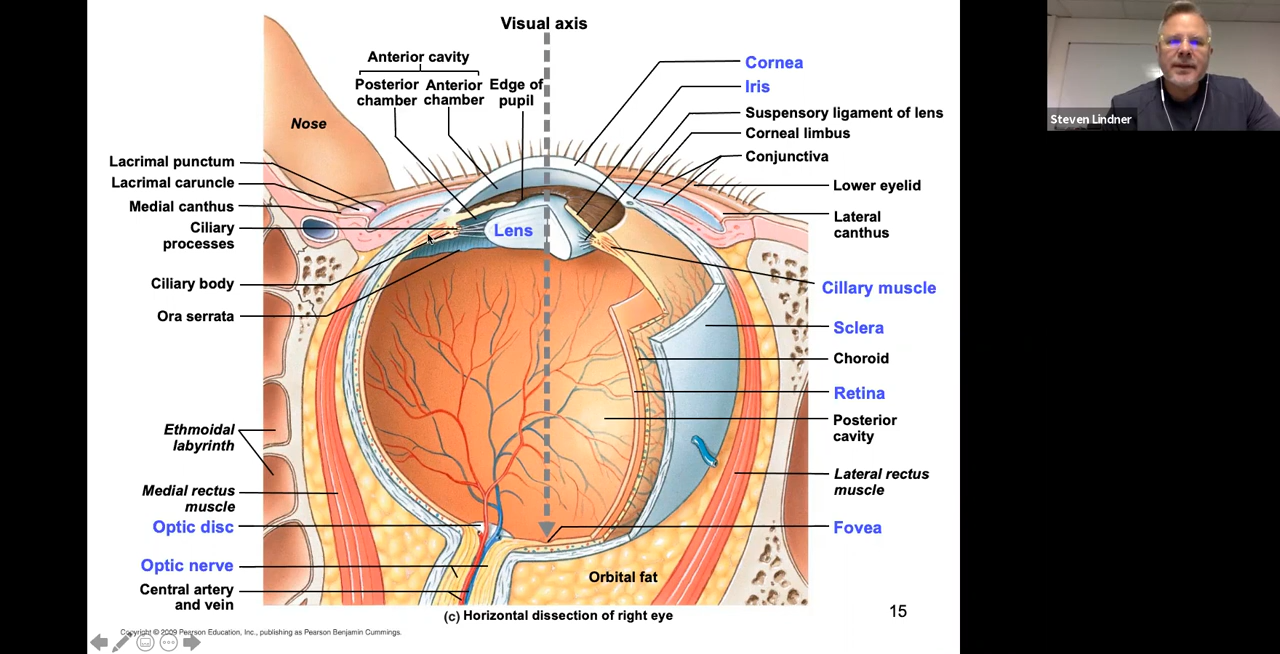 Visual axis
Anterior cavity
Posterior
chamber
Anterior
chamber
Edge of
pupil
Nose
Lacrimal punctum
Lacrimal caruncle
Medial canthus
Ciliary
processes
Ciliary body
Ora serrata
Ethmoidal
labyrinth
Medial rectus
muscle
Optic disc
Optic nerve
Central artery
and vein
Lens
Cornea
Iris
Suspensory ligament of lens
Corneal limbus
Conjunctiva
Lower eyelid
Lateral
canthus
Cillary muscle
Sclera
Choroid
Retina
Posterior
cavity
Lateral rectus
muscle
Fovea
Orbital fat
(c) Horizontal dissection of right eye
15
Copyright © 2009 Pearson Education, Inc., publishing as Pearson Benjamin Cummings.
Steven Lindner